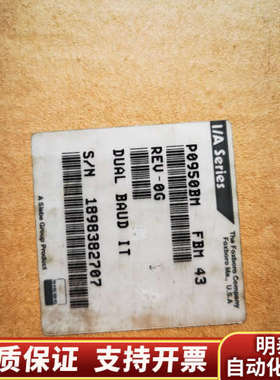 I/A Series
The Foxboro Company
Foxboro Ma., U.S.A
P0950BM FBM 43
REV-0G
DUAL BAUD IT
S/N 1898382707
A Siebe Group Product
质保证 支持开票
自动化